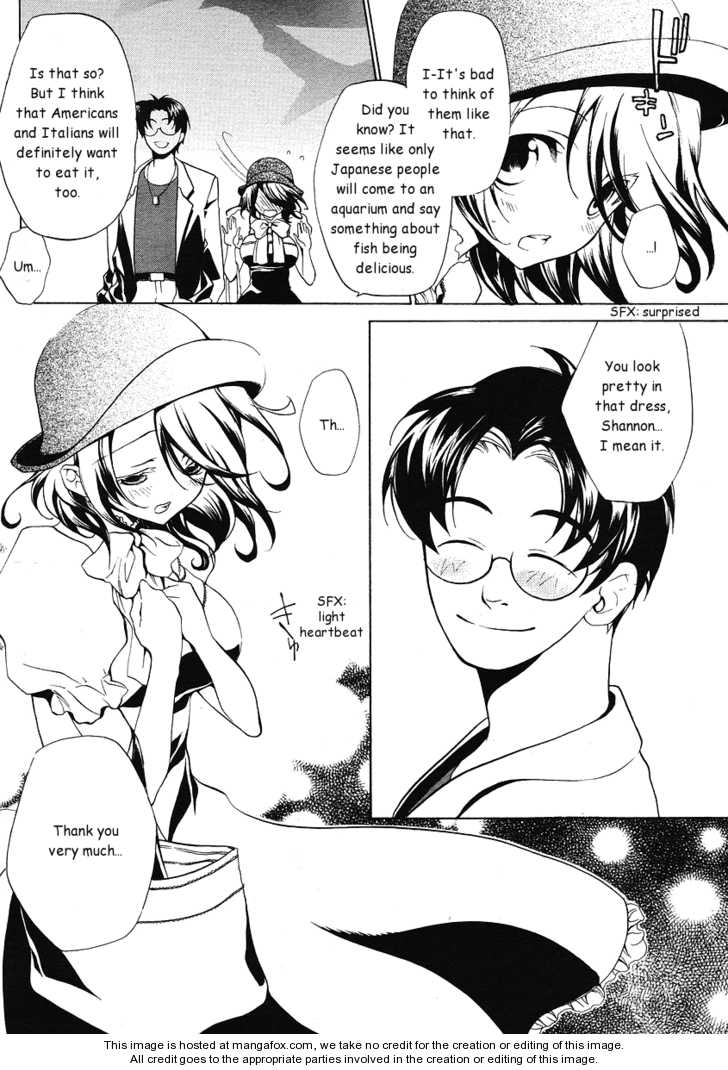 I-It's bad
to think of
them like
that.
...I
ドキン
SFX: surprised
Did you
know? It
seems like only
Japanese people
will come to an
aquarium and say
something about
fish being
delicious.
Is that so?
But I think
that Americans
and Italians will
definitely want
to eat it,
too.
Um...
You look
pretty in
that dress,
Shannon...
I mean it.
Th...
SFX:
light
heartbeat
きゅ
Thank you
very much...
This image is hosted at mangafox.com, we take no credit for the creation or editing of this image.
All credit goes to the appropriate parties involved in the creation or editing of this image.